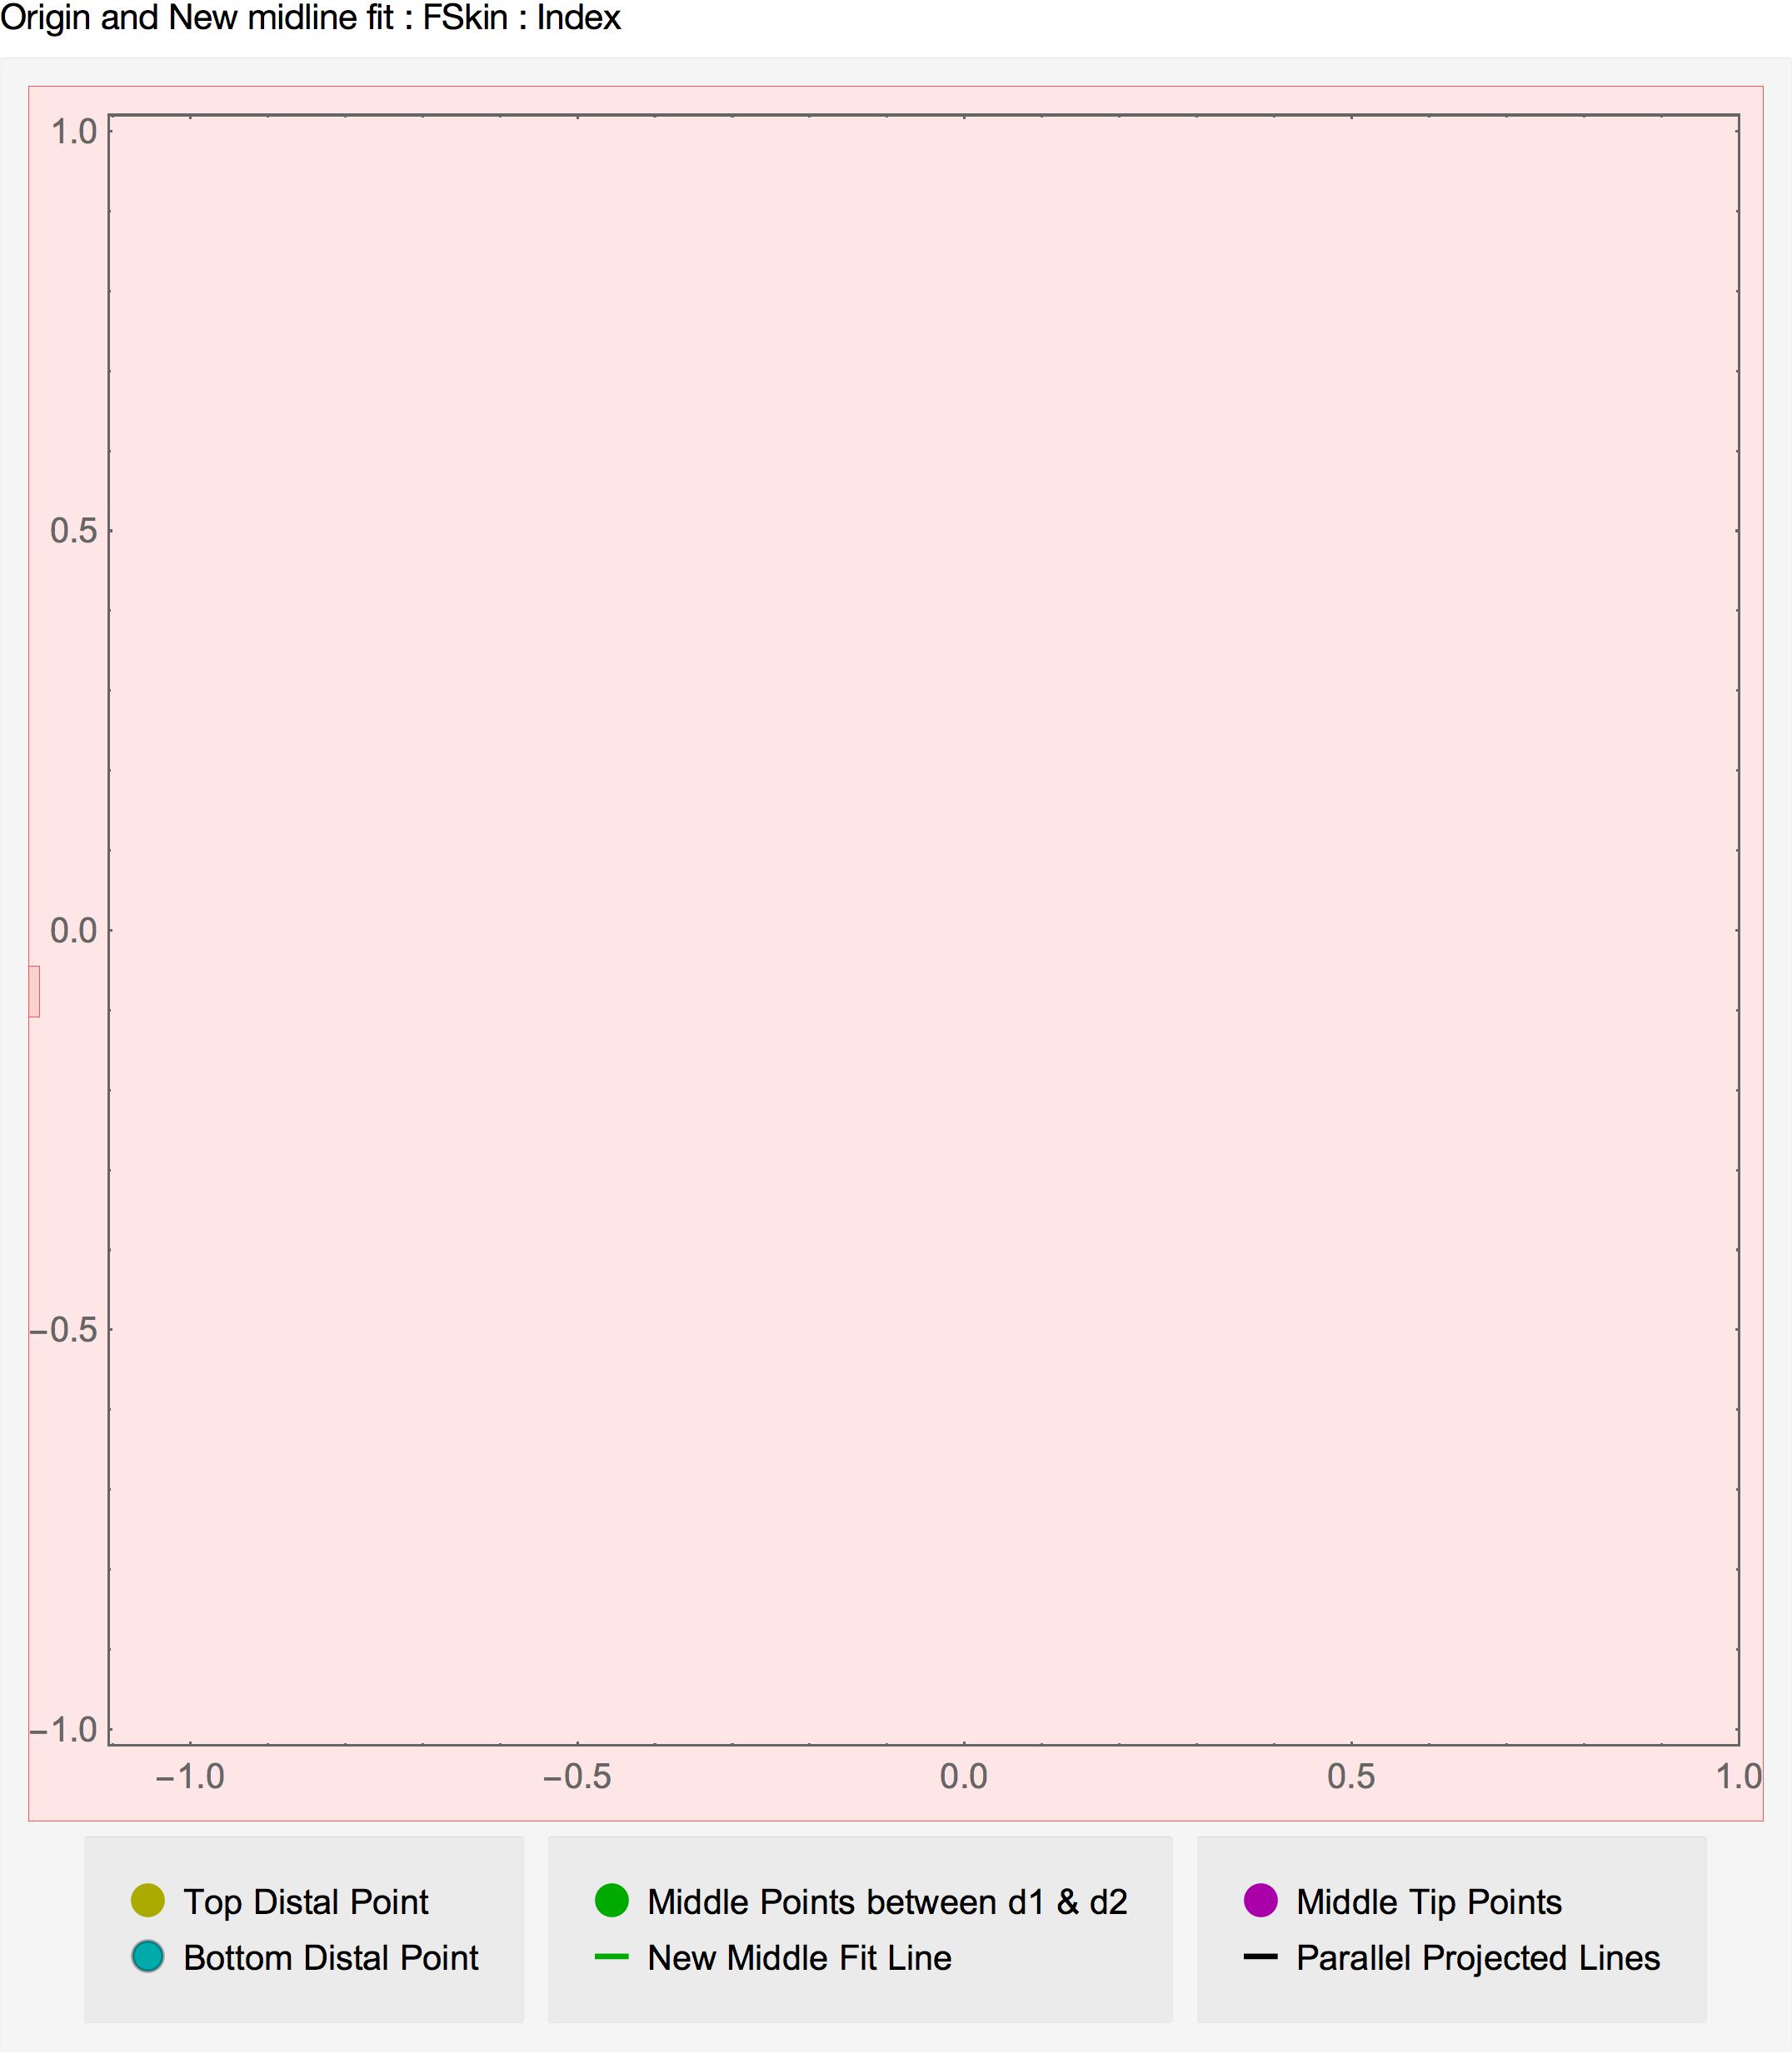 Origin and New midline fit : FSkin : Index
1.0
0.5
0.0
−0.5
−1.0
−1.0 −0.5 0.0 0.5 1.0
Top Distal Point
Bottom Distal Point
Middle Points between d1 & d2
New Middle Fit Line
Middle Tip Points
Parallel Projected Lines